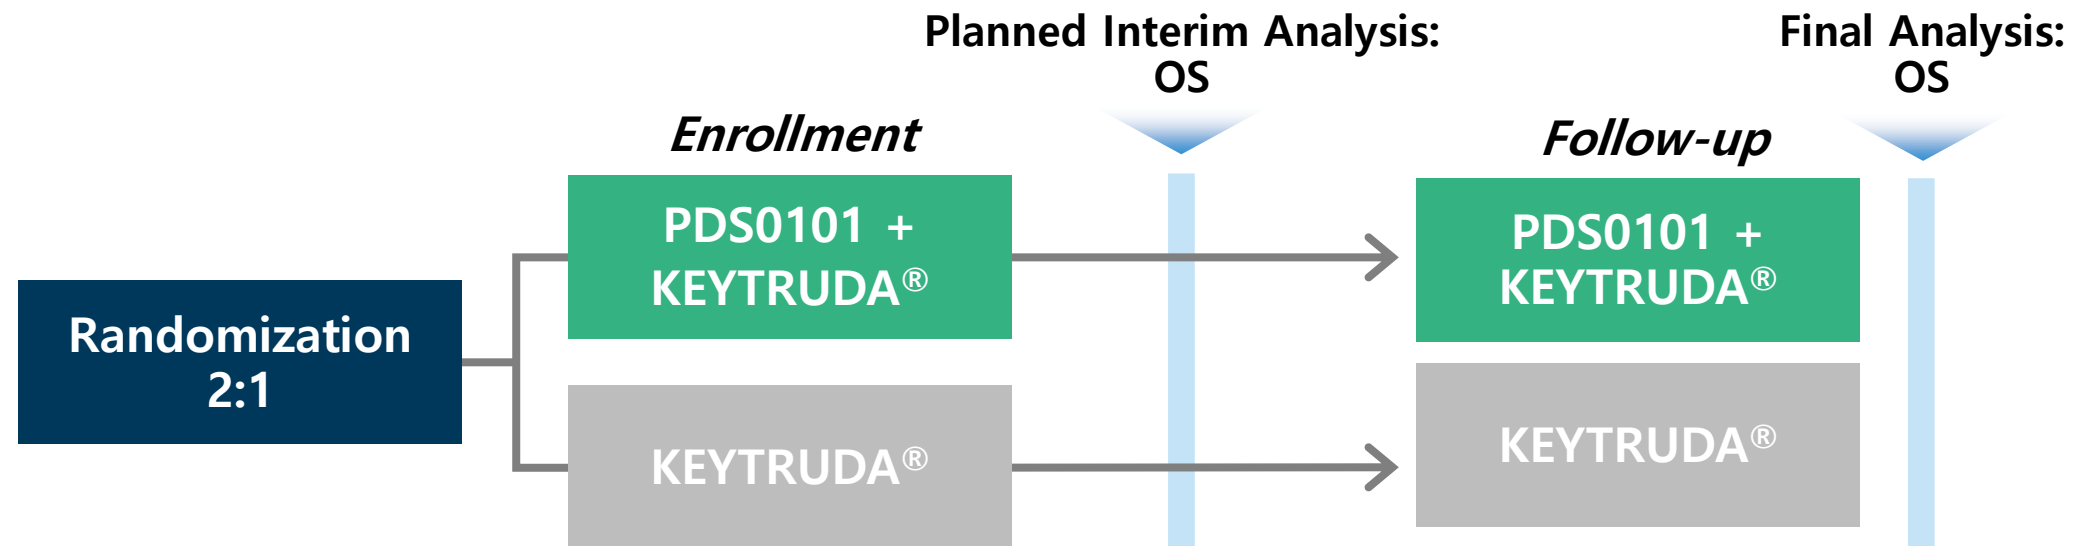 Planned Interim Analysis:
OS
Final Analysis:
OS
Enrollment
Follow-up
PDS0101 +
KEYTRUDA®
PDS0101 +
KEYTRUDA®
Randomization
2:1
KEYTRUDA®
KEYTRUDA®